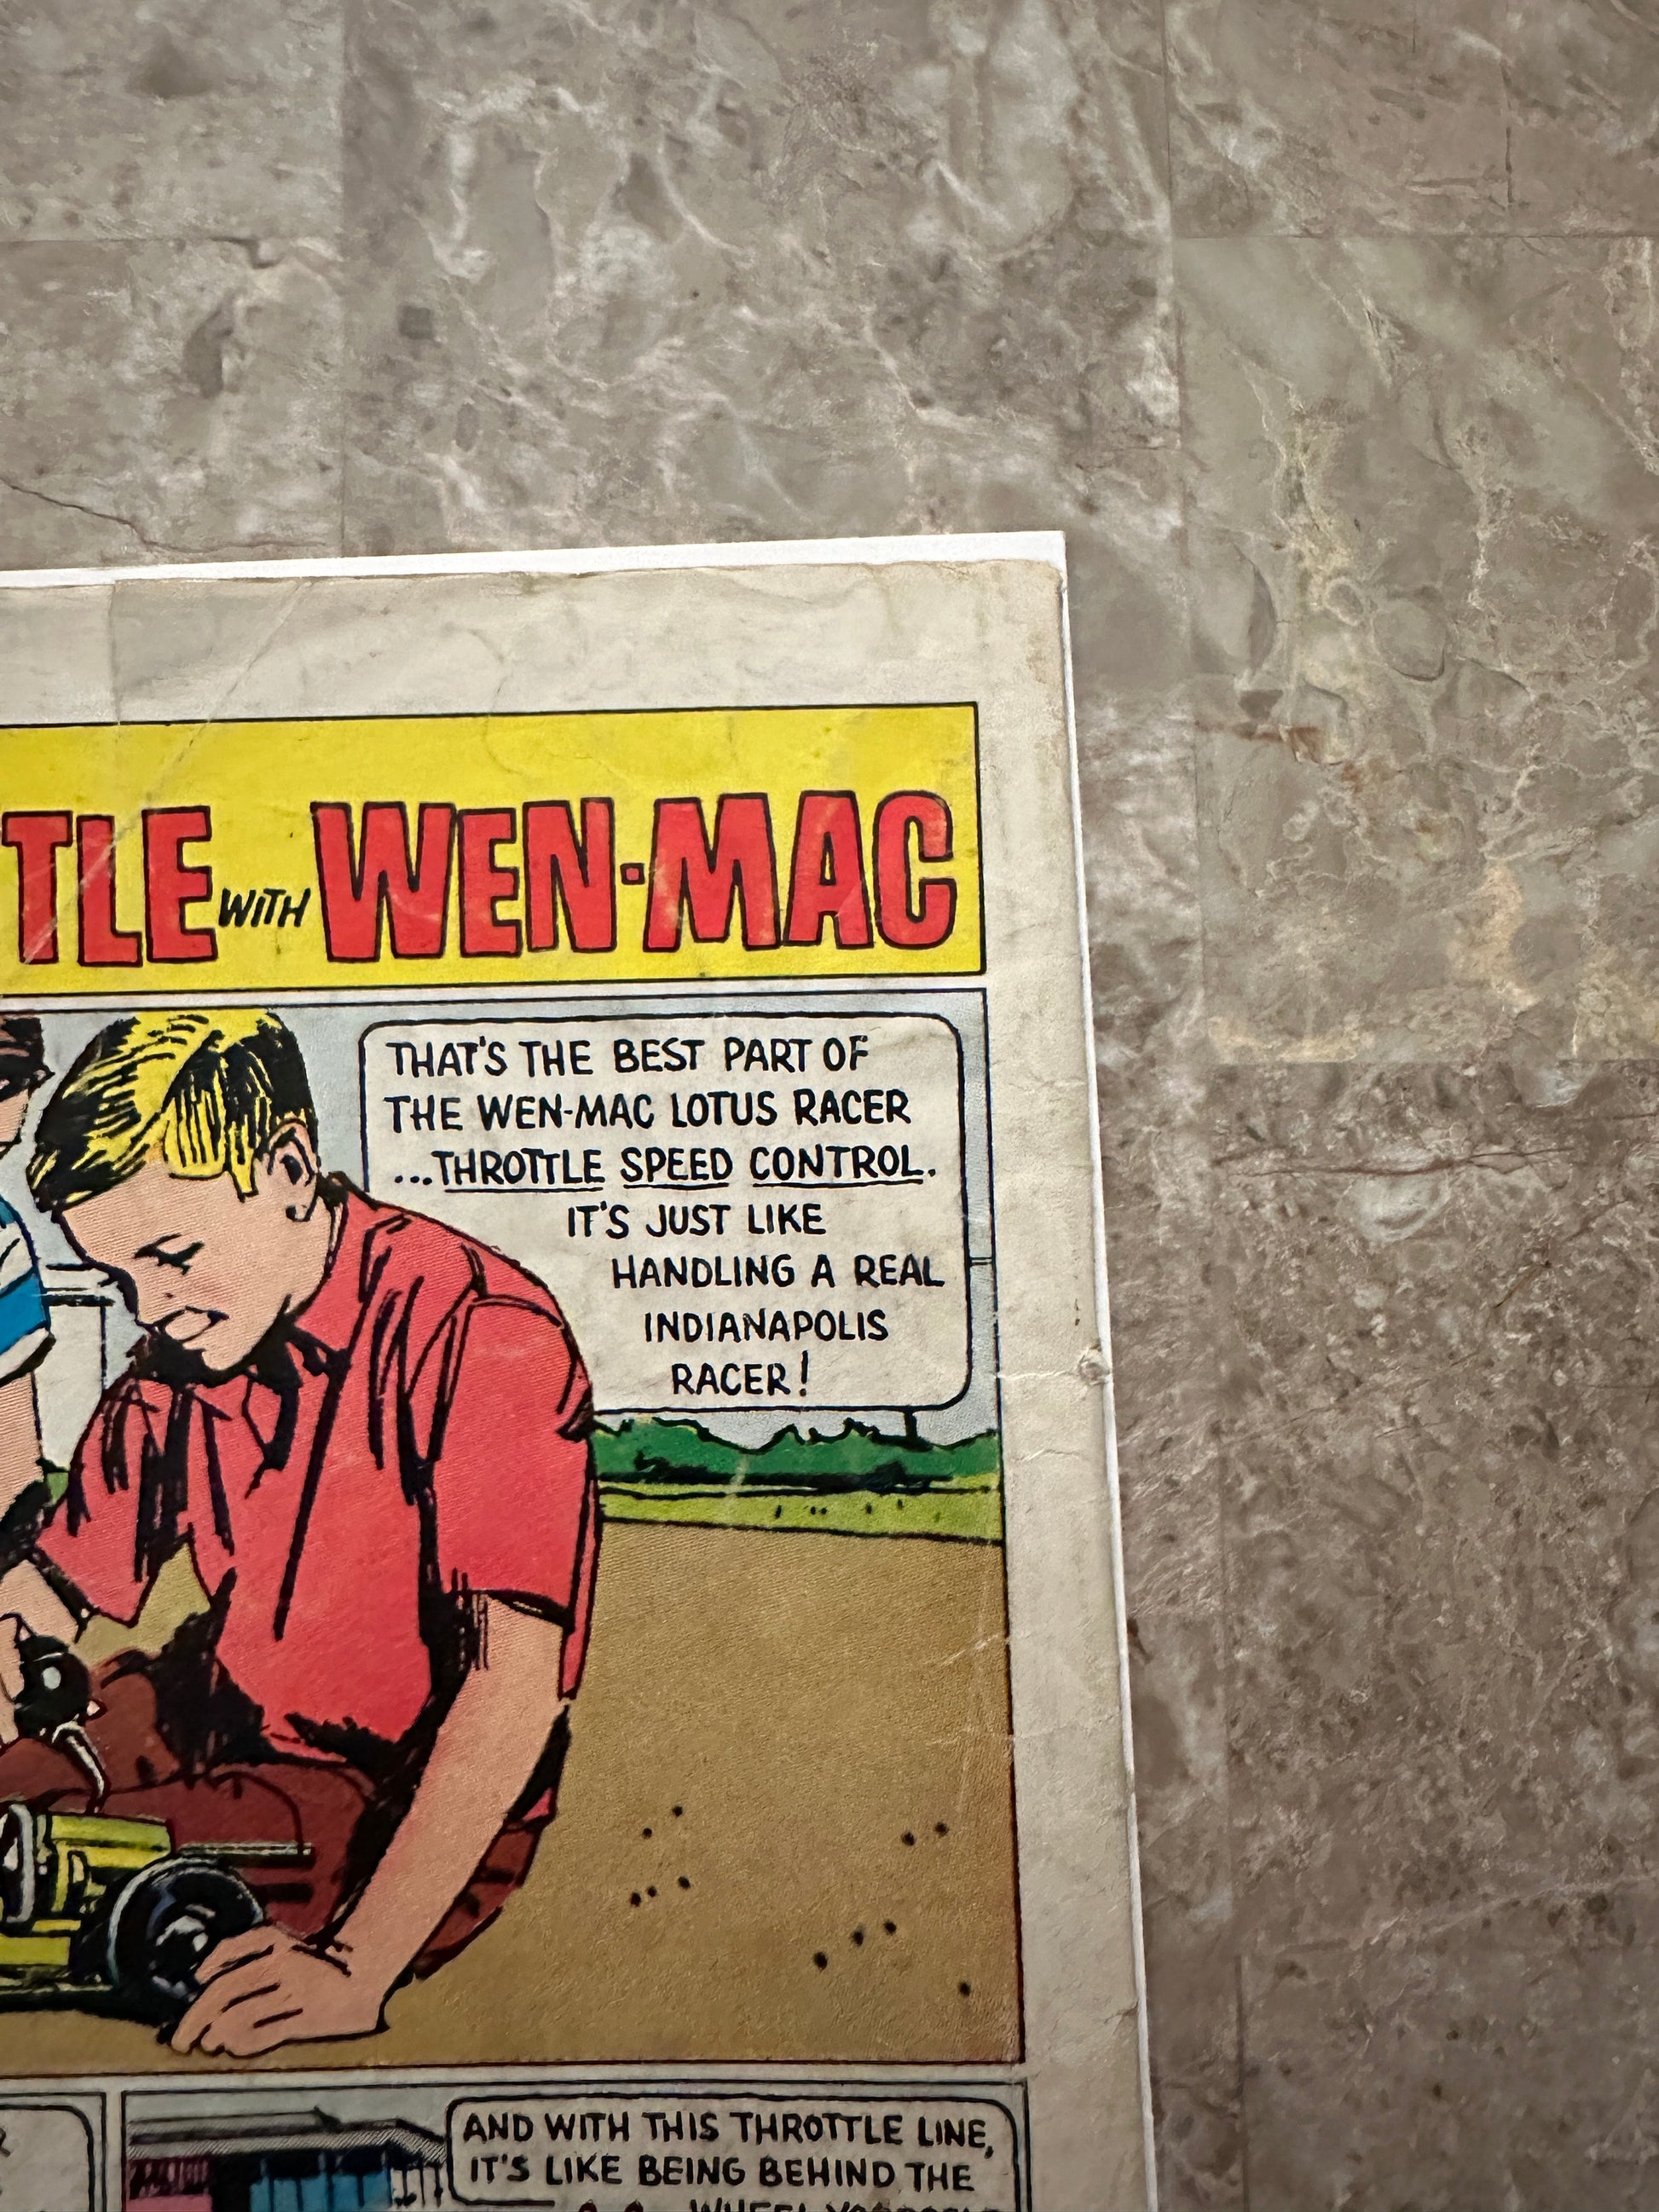 TLE WITH WEN-MAC
THAT'S THE BEST PART OF
THE WEN-MAC LOTUS RACER
...THROTTLE SPEED CONTROL.
IT'S JUST LIKE
HANDLING A REAL
INDIANAPOLIS
RACER!
AND WITH THIS THROTTLE LINE,
IT'S LIKE BEING BEHIND THE